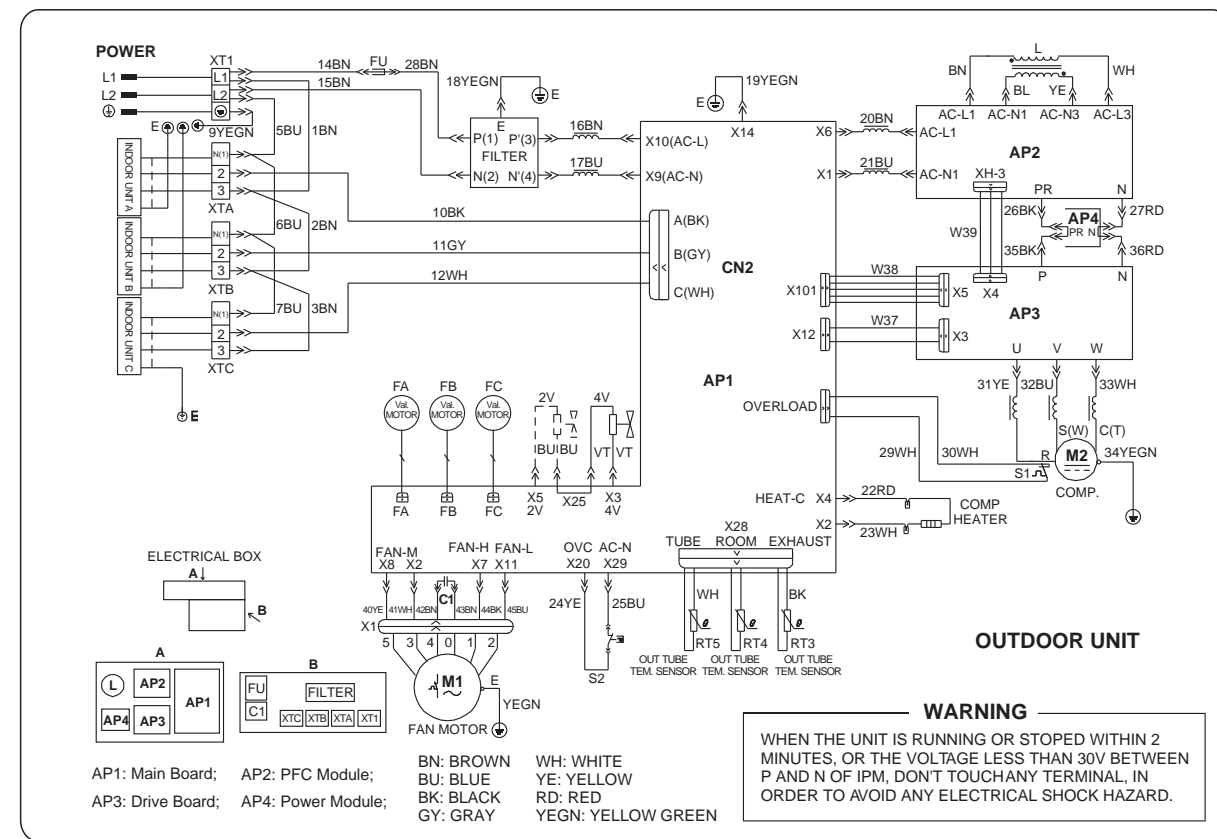 POWER
L1
L2
XT1
L1
L2
14BN
15BN
FU
28BN
18YEGN
E
E
P(1)
P'(3)
FILTER
N(2)
N'(4)
16BN
17BU
19YEGN
E
X14
X10(AC-L)
X9(AC-N)
X6
X1
20BN
21BU
AC-L1
AC-N1
L
BN
WH
BL
YE
AC-L1
AC-N1
AC-N3
AC-L3
AP2
XH-3
PR
N
26BK
27RD
AP4
PR
N
35BK
36RD
W39
X4
P
N
AP3
U
V
W
E
9YEGN
5BU
1BN
INDOOR UNIT A
N(1)
2
3
XTA
6BU
2BN
INDOOR UNIT B
N(1)
2
3
XTB
7BU
3BN
INDOOR UNIT C
N(1)
2
3
XTC
E
10BK
11GY
12WH
A(BK)
B(GY)
C(WH)
CN2
X101
W38
X5
X12
W37
X3
AP1
OVERLOAD
29WH
30WH
31YE
32BU
33WH
S(W)
C(T)
R
M2
S1
COMP.
34YEGN
HEAT-C
X4
22RD
X2
23WH
COMP
HEATER
FA
FB
FC
Val.
MOTOR
Val.
MOTOR
Val.
MOTOR
FA
FB
FC
2V
BU
BU
4V
VT
VT
X5
2V
X25
X3
4V
FAN-M
X8
X2
FAN-H
X7
FAN-L
X11
OVC
X20
AC-N
X29
C1
40YE
41WH
42BN
43BN
44BK
45BU
X1
5
3
4
0
1
2
M1
E
YEGN
FAN MOTOR
24YE
25BU
S2
X28
TUBE
ROOM
EXHAUST
WH
BK
RT5
RT4
RT3
OUT TUBE
TEM. SENSOR
OUT TUBE
TEM. SENSOR
OUT TUBE
TEM. SENSOR
OUTDOOR UNIT
ELECTRICAL BOX
A
B
A
L
AP2
AP1
AP4
AP3
B
FU
C1
FILTER
XTC
XTB
XTA
XT1
AP1: Main Board;
AP2: PFC Module;
AP3: Drive Board;
AP4: Power Module;
BN: BROWN
BU: BLUE
BK: BLACK
GY: GRAY
WH: WHITE
YE: YELLOW
RD: RED
YEGN: YELLOW GREEN
WARNING
WHEN THE UNIT IS RUNNING OR STOPED WITHIN 2
MINUTES, OR THE VOLTAGE LESS THAN 30V BETWEEN
P AND N OF IPM, DON'T TOUCHANY TERMINAL, IN
ORDER TO AVOID ANY ELECTRICAL SHOCK HAZARD.